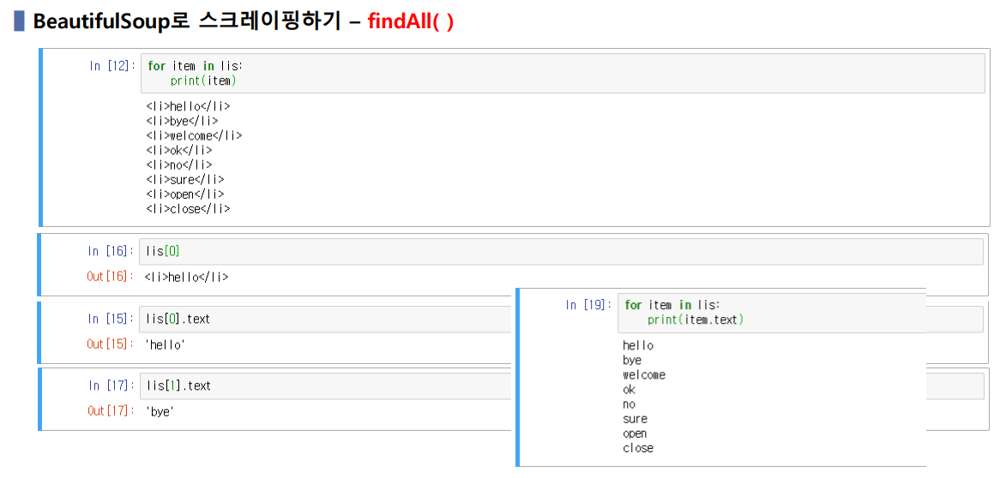 BeautifulSoup로 스크레이핑하기 – findAll( )
In [12]: for item in lis:
print(item)
<li>hello</li>
<li>bye</li>
<li>welcome</li>
<li>ok</li>
<li>no</li>
<li>sure</li>
<li>open</li>
<li>close</li>
In [16]: lis[0]
Out[16]: <li>hello</li>
In [15]: lis[0].text
Out[15]: 'hello'
In [17]: lis[1].text
Out[17]: 'bye'
In [19]: for item in lis:
print(item.text)
hello
bye
welcome
ok
no
sure
open
close